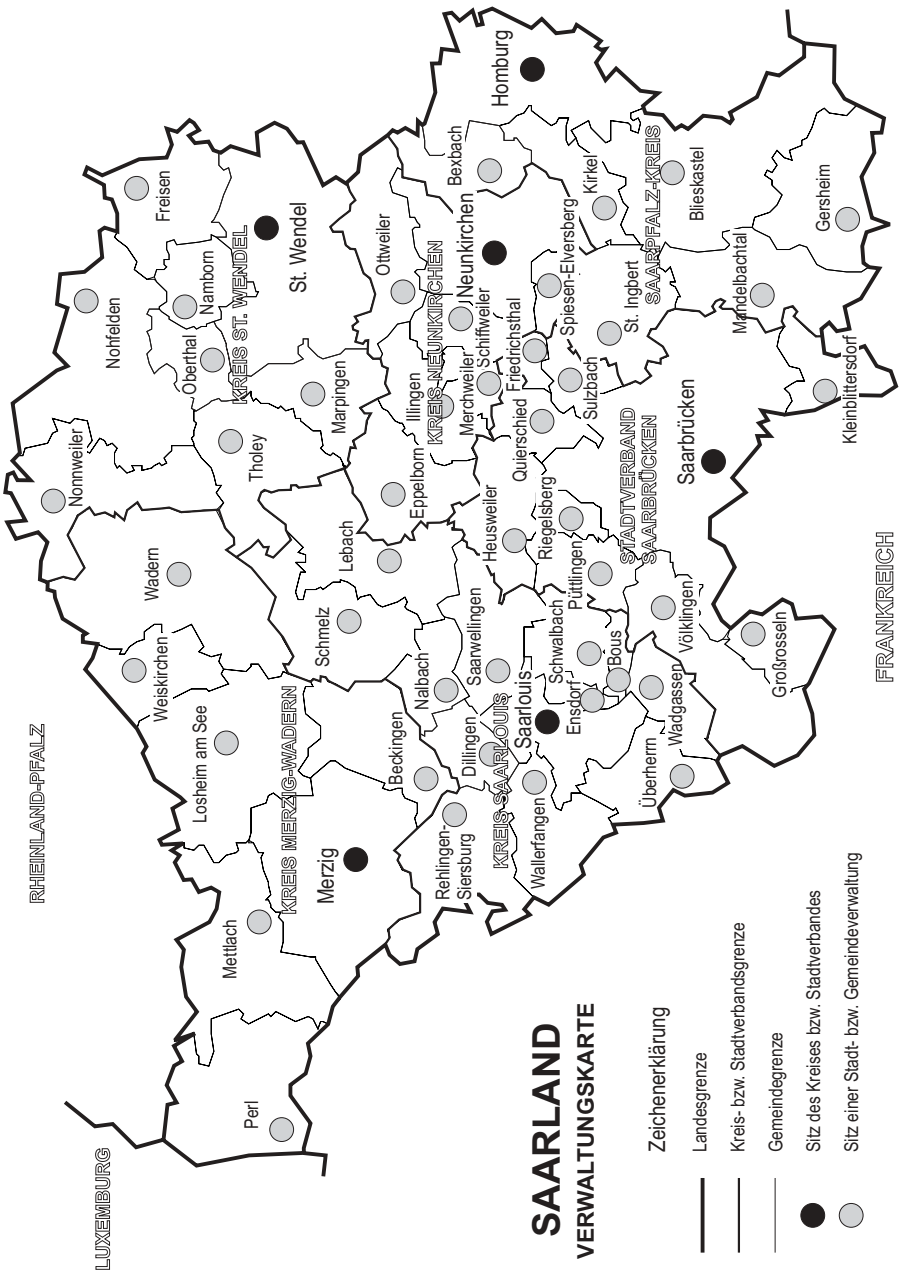 LUXEMBURG
RHEINLAND-PFALZ
FRANKREICH
Perl
Mettlach
Merzig
KREIS MERZIG-WADERN
Losheim am See
Weiskirchen
Wadern
Beckingen
Nonnweiler
Nohfelden
Freisen
Namborn
Oberthal
KREIS ST. WENDEL
St. Wendel
Tholey
Marpingen
Rehlingen-
Siersburg
KREIS SAARLOUIS
Wallerfangen
Dillingen
Saarlouis
Nalbach
Saarwellingen
Schmelz
Lebach
Schwalbach
Ensdorf
Bous
Wadgassen
Überherrn
Eppelborn
Illingen
KREIS NEUNKIRCHEN
Merchweiler
Schiffweiler
Ottweiler
Neunkirchen
Spiesen-Elversberg
Heusweiler
Riegelsberg
Püttlingen
Völklingen
Großrosseln
Quierschied
Friedrichsthal
Sulzbach
STADTVERBAND
SAARBRÜCKEN
Saarbrücken
Kleinblittersdorf
Bexbach
Homburg
Kirkel
St. Ingbert
SAARPFALZ-KREIS
Blieskastel
Mandelbachtal
Gersheim
SAARLAND
VERWALTUNGSKARTE
Zeichenerklärung
Landesgrenze
Kreis- bzw. Stadtverbandsgrenze
Gemeindegrenze
Sitz des Kreises bzw. Stadtverbandes
Sitz einer Stadt- bzw. Gemeindeverwaltung